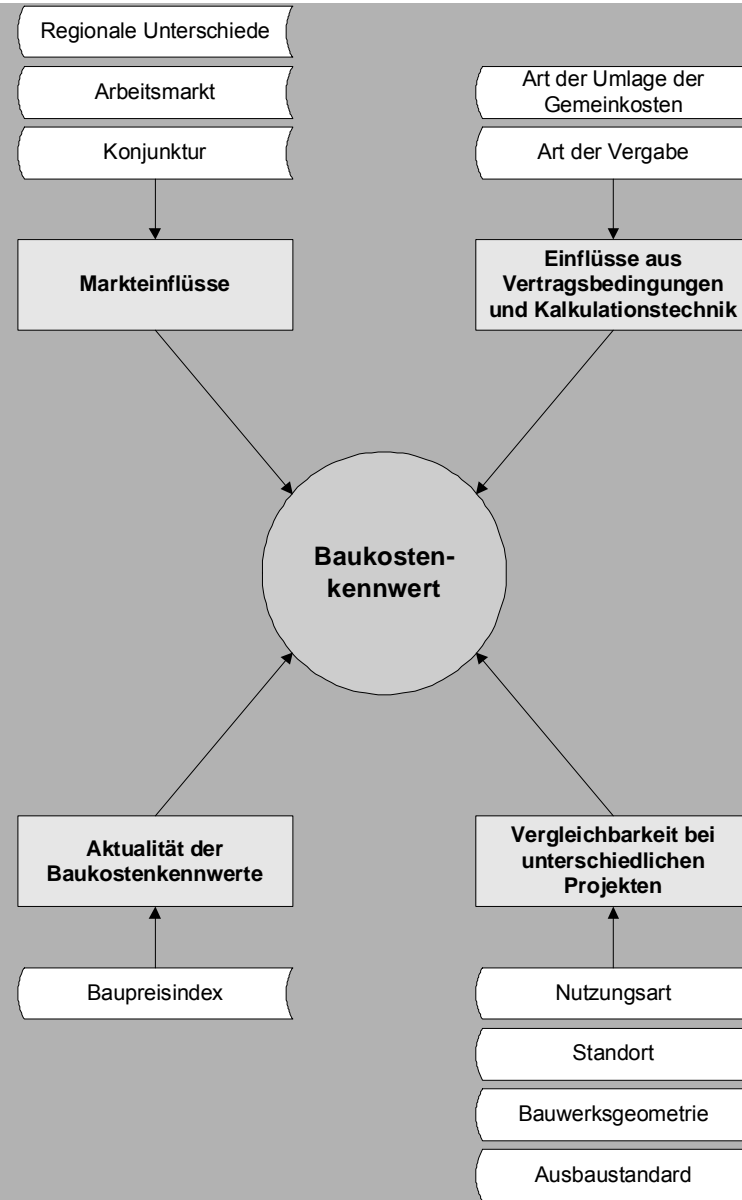 Regionale Unterschiede
Arbeitsmarkt
Konjunktur
Markteinflüsse
Art der Umlage der
Gemeinkosten
Art der Vergabe
Einflüsse aus
Vertragsbedingungen
und Kalkulationstechnik
Baukosten-
kennwert
Aktualität der
Baukostenkennwerte
Baupreisindex
Vergleichbarkeit bei
unterschiedlichen
Projekten
Nutzungsart
Standort
Bauwerksgeometrie
Ausbaustandard